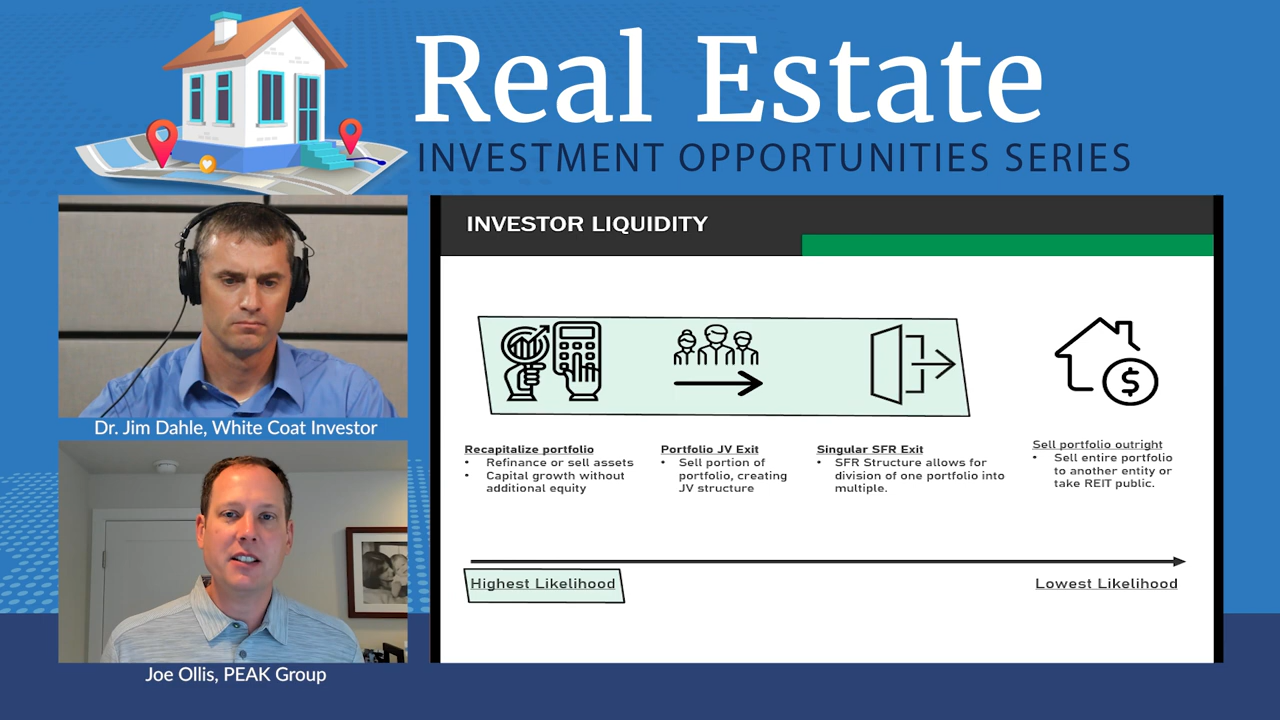 Real Estate
INVESTMENT OPPORTUNITIES SERIES
Dr. Jim Dahle, White Coat Investor
Joe Ollis, PEAK Group
INVESTOR LIQUIDITY
Recapitalize portfolio
• Refinance or sell assets
• Capital growth without
additional equity
Portfolio JV Exit
• Sell portion of
portfolio, creating
JV structure
Singular SFR Exit
• SFR Structure allows for
division of one portfolio into
multiple.
Sell portfolio outright
• Sell entire portfolio
to another entity or
take REIT public.
$
Highest Likelihood
Lowest Likelihood